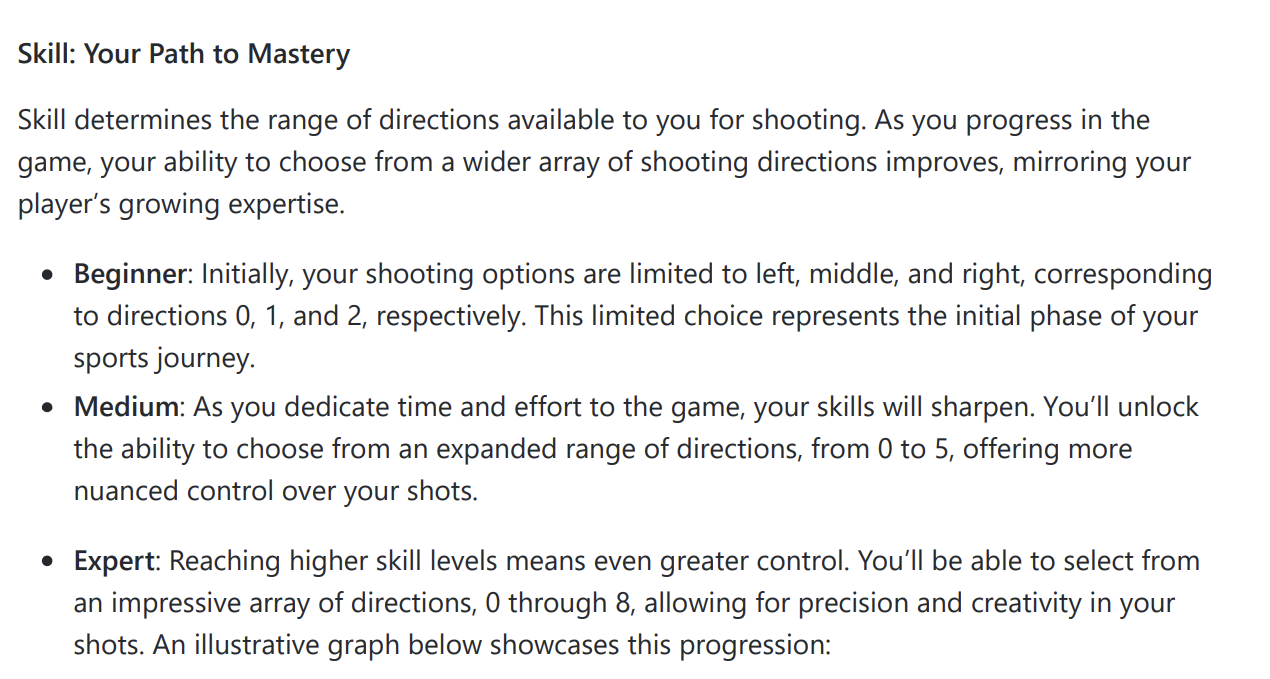 Skill: Your Path to Mastery
Skill determines the range of directions available to you for shooting. As you progress in the
game, your ability to choose from a wider array of shooting directions improves, mirroring your
player’s growing expertise.
• Beginner: Initially, your shooting options are limited to left, middle, and right, corresponding
to directions 0, 1, and 2, respectively. This limited choice represents the initial phase of your
sports journey.
• Medium: As you dedicate time and effort to the game, your skills will sharpen. You’ll unlock
the ability to choose from an expanded range of directions, from 0 to 5, offering more
nuanced control over your shots.
• Expert: Reaching higher skill levels means even greater control. You’ll be able to select from
an impressive array of directions, 0 through 8, allowing for precision and creativity in your
shots. An illustrative graph below showcases this progression: